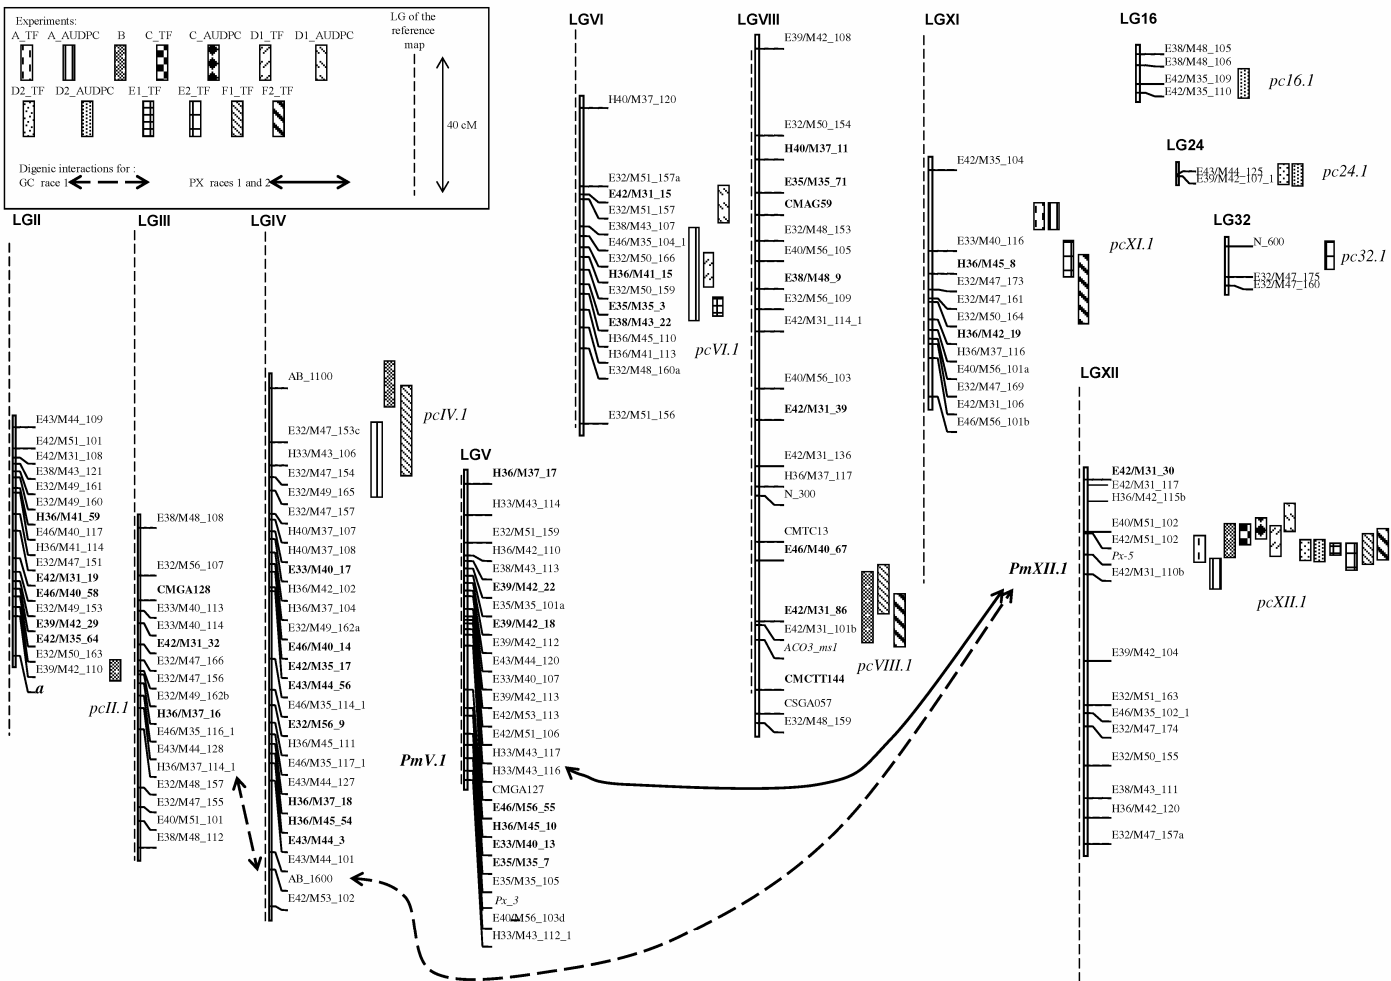 Experiments:
A_TF A_AUDPC B C_TF C_AUDPC D1_TF D1_AUDPC
D2_TF D2_AUDPC E1_TF E2_TF F1_TF F2_TF
LG of the
reference
map
40 cM
Digenic interactions for :
GC race 1
PX races 1 and 2
LGII
E43/M44_109
E42/M51_101
E42/M31_108
E38/M43_121
E32/M49_161
E32/M49_160
H36/M41_59
E46/M40_117
H36/M41_114
E32/M47_151
E42/M31_19
E46/M40_58
E32/M49_153
E39/M42_29
E42/M35_64
E32/M50_163
E39/M42_110
a
pcII.1
LGIII
E38/M48_108
E32/M56_107
CMGA128
E33/M40_113
E33/M40_114
E42/M31_32
E32/M47_166
E32/M47_156
E32/M49_162b
H36/M37_16
E46/M35_116_1
E43/M44_128
H36/M37_114_1
E32/M48_157
E32/M47_155
E40/M51_101
E38/M48_112
LGIV
AB_1100
E32/M47_153c
H33/M43_106
E32/M47_154
E32/M49_165
E32/M47_157
H40/M37_107
H40/M37_108
E33/M40_17
H36/M42_102
H36/M37_104
E32/M49_162a
E46/M40_14
E42/M35_17
E43/M44_56
E46/M35_114_1
E32/M56_9
H36/M45_111
E46/M35_117_1
E43/M44_127
H36/M37_18
H36/M45_54
E43/M44_3
E43/M44_101
AB_1600
E42/M53_102
pcIV.1
LGV
H36/M37_17
H33/M43_114
E32/M51_159
H36/M42_110
E38/M43_113
E39/M42_22
E35/M35_101a
E39/M42_18
E39/M42_112
E43/M44_120
E33/M40_107
E39/M42_113
E42/M53_113
E42/M51_106
H33/M43_117
H33/M43_116
CMGA127
E46/M56_55
H36/M45_10
E33/M40_13
E35/M35_7
E35/M35_105
Px_3
E40/M56_103d
H33/M43_112_1
PmV.1
LGVI
H40/M37_120
E32/M51_157a
E42/M31_15
E32/M51_157
E38/M43_107
E46/M35_104_1
E32/M50_166
H36/M41_15
E32/M50_159
E35/M35_3
E38/M43_22
H36/M45_110
H36/M41_113
E32/M48_160a
E32/M51_156
pcVI.1
LGVIII
E39/M42_108
E32/M50_154
H40/M37_11
E35/M35_71
CMAG59
E32/M48_153
E40/M56_105
E38/M48_9
E32/M56_109
E42/M31_114_1
E40/M56_103
E42/M31_39
E42/M31_136
H36/M37_117
N_300
CMTC13
E46/M40_67
E42/M31_86
E42/M31_101b
ACO3_ms1
CMCTT144
CSGA057
E32/M48_159
pcVIII.1
LGXI
E42/M35_104
E33/M40_116
H36/M45_8
E32/M47_173
E32/M47_161
E32/M50_164
H36/M42_19
H36/M37_116
E40/M56_101a
E32/M47_169
E42/M31_106
E46/M56_101b
pcXI.1
LG16
E38/M48_105
E38/M48_106
E42/M35_109
E42/M35_110
pc16.1
LG24
E43/M44_125
E39/M42_107_1
pc24.1
LG32
N_600
E32/M47_175
E32/M47_160
pc32.1
LGXII
E42/M31_30
E42/M31_117
H36/M42_115b
E40/M51_102
E42/M51_102
Px-5
E42/M31_110b
E39/M42_104
E32/M51_163
E46/M35_102_1
E32/M47_174
E32/M50_155
E38/M43_111
H36/M42_120
E32/M47_157a
PmXII.1
pcXII.1